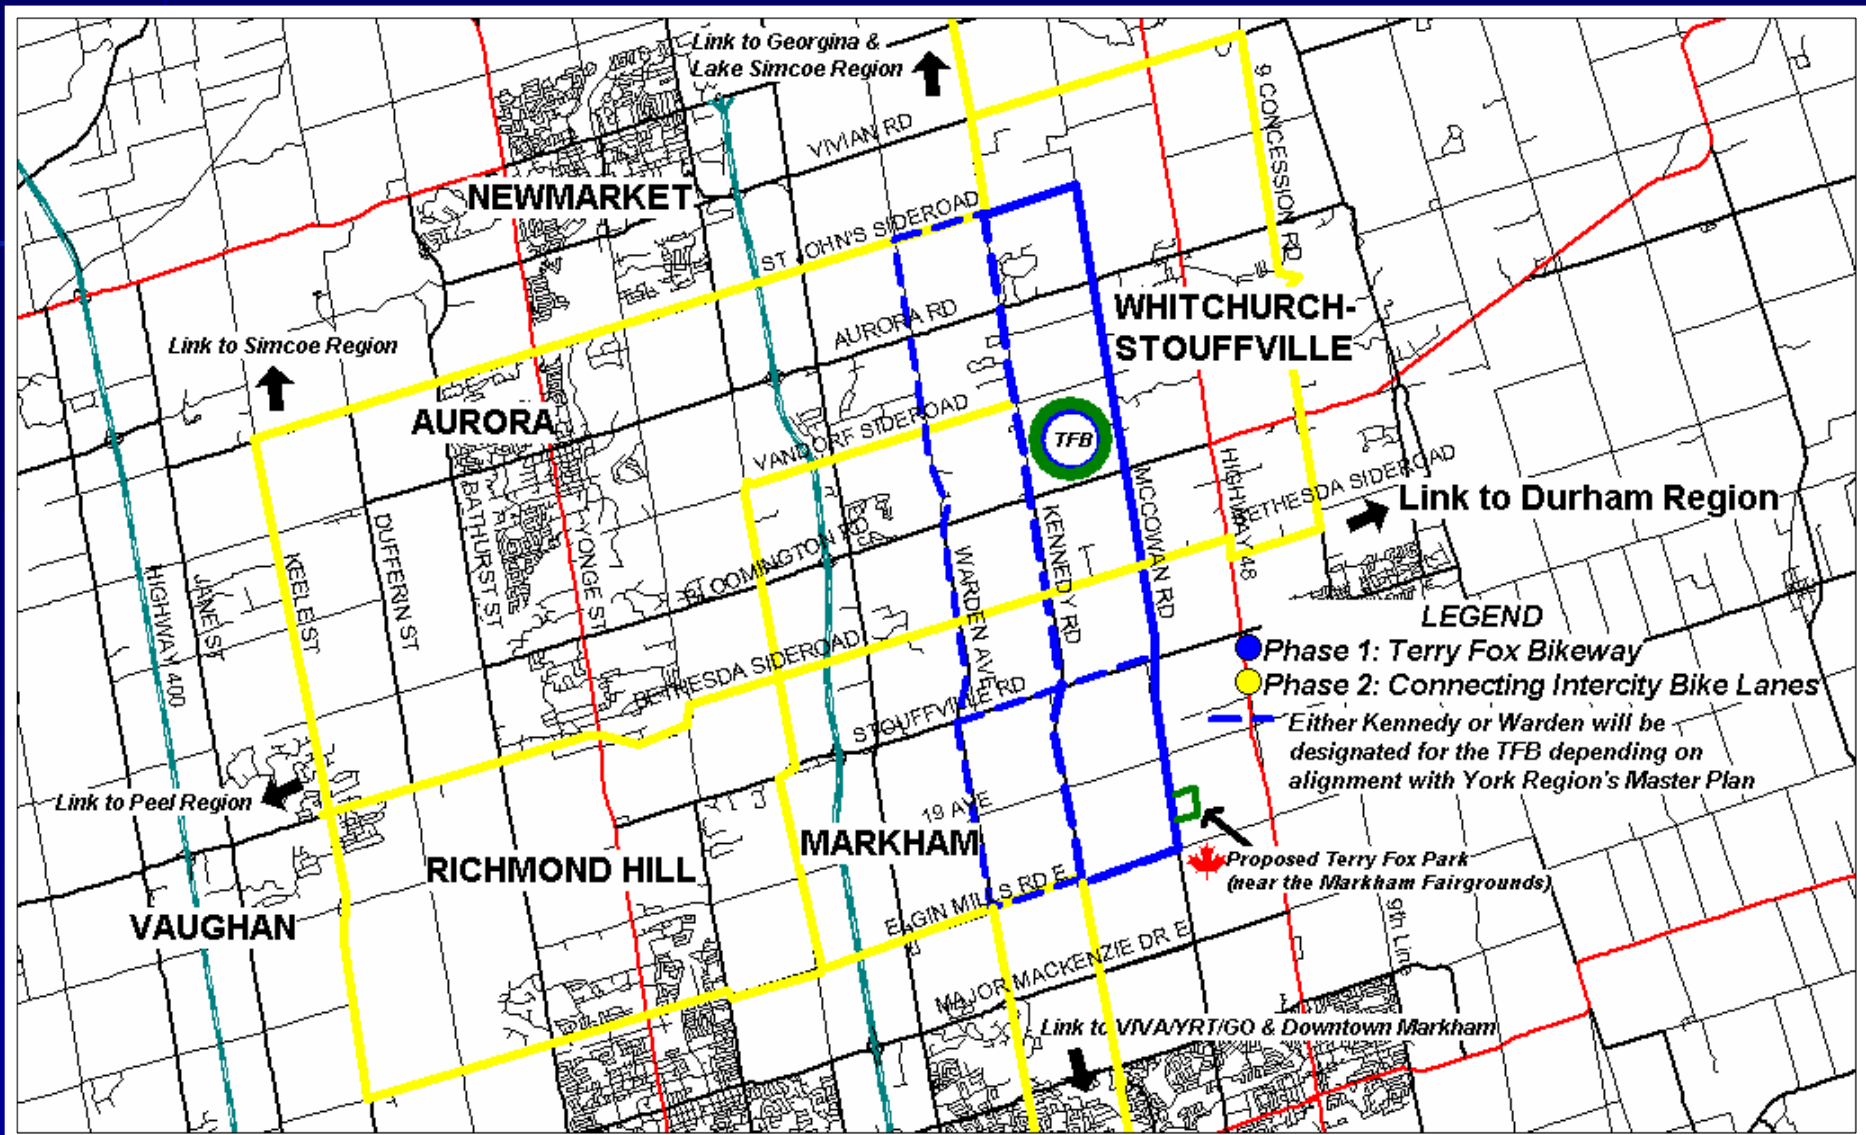 Link to Georgina &
Lake Simcoe Region
9 CONCESSION RD
VIVIAN RD
NEWMARKET
ST JOHN'S SIDEROAD
WHITCHURCH-
STOUFFVILLE
AURORA RD
Link to Simcoe Region
AURORA
VANDORF SIDEROAD
TFB
BETHESDA SIDEROAD
Link to Durham Region
HIGHWAY 48
MCCOWAN RD
KENNEDY RD
WARDEN AVE
BLOOMINGTON RD
BATHURST ST
YONGE ST
DUFFERIN ST
KEELE ST
JANE ST
HIGHWAY 400
BETHESDA SIDEROAD
STOUFFVILLE RD
LEGEND
Phase 1: Terry Fox Bikeway
Phase 2: Connecting Intercity Bike Lanes
Either Kennedy or Warden will be
designated for the TFB depending on
alignment with York Region's Master Plan
Link to Peel Region
19 AVE
MARKHAM
RICHMOND HILL
Proposed Terry Fox Park
(near the Markham Fairgrounds)
VAUGHAN
ELGIN MILLS RD E
9th Line
MAJOR MACKENZIE DR E
Link to VIVA/YRT/GO & Downtown Markham